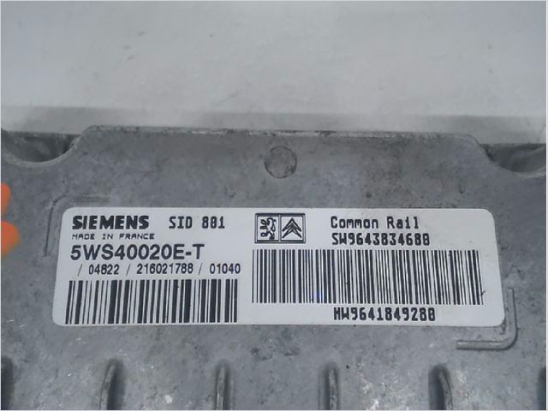 SIEMENS SID 801
MADE IN FRANCE
5WS40020E-T
/ 04822 / 216021788 / 01040
Common Rail
SW9643834680
HW9641849280